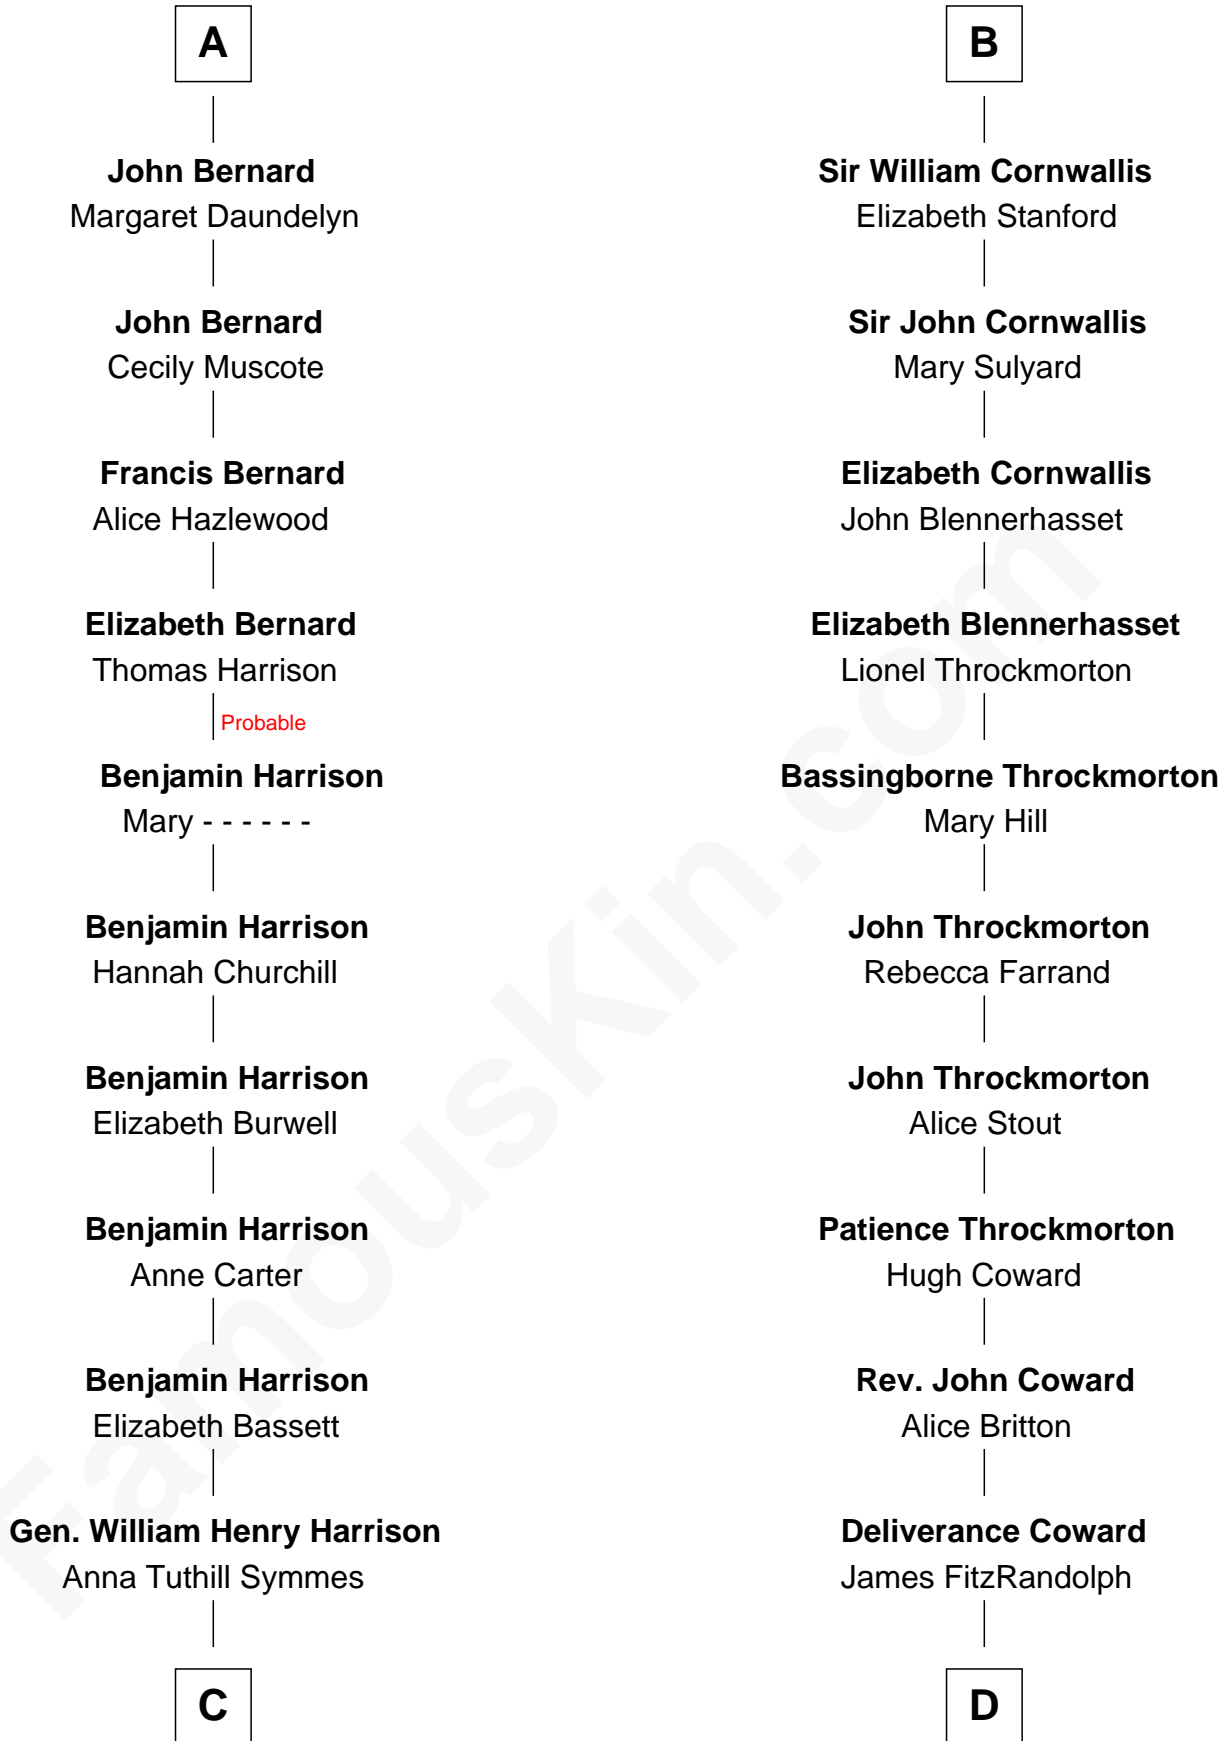 A
John Bernard
Margaret Daundelyn
John Bernard
Cecily Muscote
Francis Bernard
Alice Hazlewood
Elizabeth Bernard
Thomas Harrison
Probable
Benjamin Harrison
Mary - - - - - -
Benjamin Harrison
Hannah Churchill
Benjamin Harrison
Elizabeth Burwell
Benjamin Harrison
Anne Carter
Benjamin Harrison
Elizabeth Bassett
Gen. William Henry Harrison
Anna Tuthill Symmes
C
B
Sir William Cornwallis
Elizabeth Stanford
Sir John Cornwallis
Mary Sulyard
Elizabeth Cornwallis
John Blennerhasset
Elizabeth Blennerhasset
Lionel Throckmorton
Bassingborne Throckmorton
Mary Hill
John Throckmorton
Rebecca Farrand
John Throckmorton
Alice Stout
Patience Throckmorton
Hugh Coward
Rev. John Coward
Alice Britton
Deliverance Coward
James FitzRandolph
D
FamousKin.com